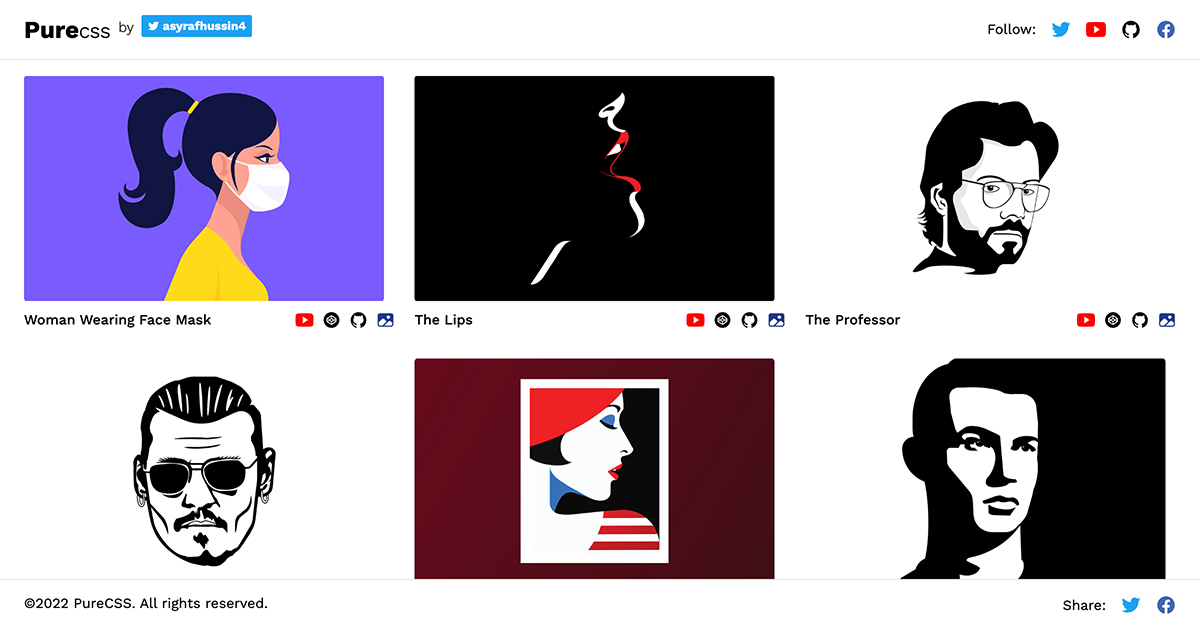 Purecss by asyrafhussin4
Follow:
Woman Wearing Face Mask
The Lips
The Professor
©2022 PureCSS. All rights reserved.
Share: